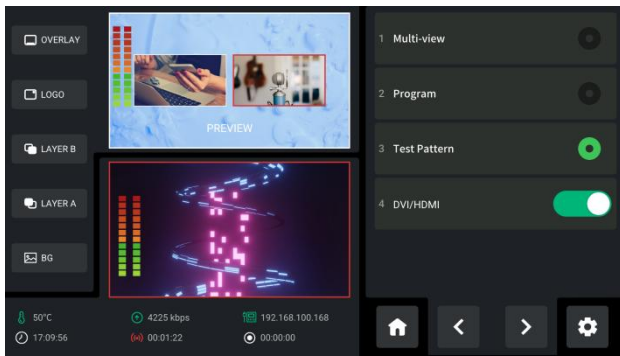 OVERLAY
LOGO
LAYER B
LAYER A
BG
PREVIEW
50°C
4225 kbps
192.168.100.168
17:09:56
00:01:22
00:00:00
1 Multi-view
2 Program
3 Test Pattern
4 DVI/HDMI